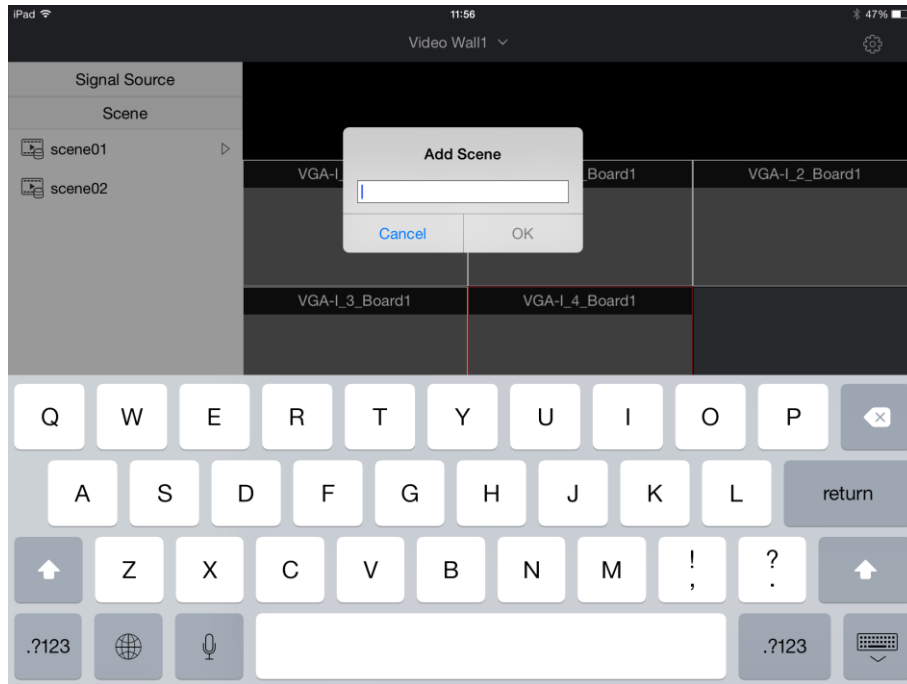 iPad 11:56 47%
Video Wall1
Signal Source
Scene
scene01
scene02
Add Scene
Cancel OK
VGA-I_ _Board1 VGA-I_2_Board1
VGA-I_3_Board1 VGA-I_4_Board1
Q W E R T Y U I O P
A S D F G H J K L return
Z X C V B N M ! , ? .
.?123 .?123